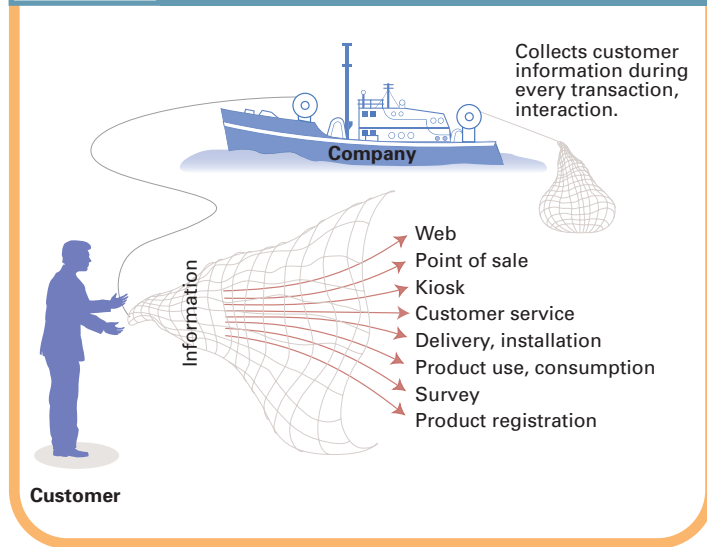 Collects customer
information during
every transaction,
interaction.
Company
Information
Web
Point of sale
Kiosk
Customer service
Delivery, installation
Product use, consumption
Survey
Product registration
Customer